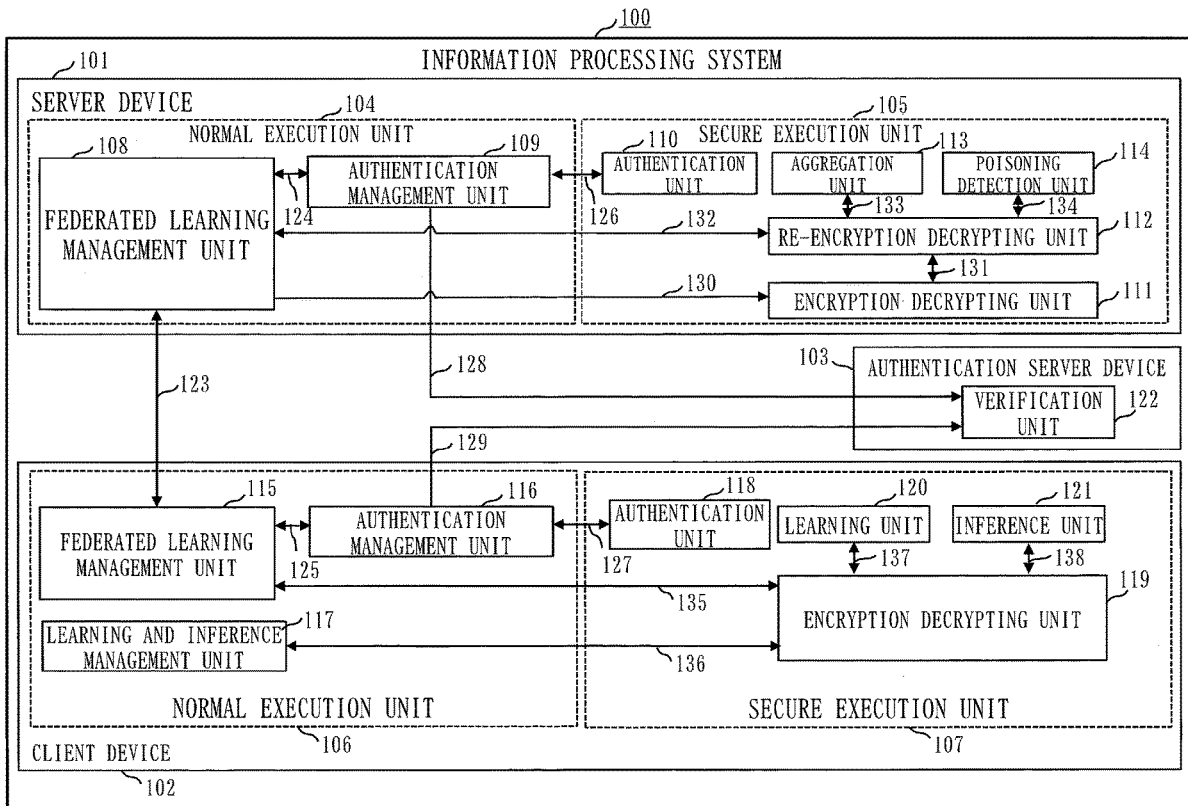 100
INFORMATION PROCESSING SYSTEM
101
SERVER DEVICE
104
NORMAL EXECUTION UNIT
108
FEDERATED LEARNING
MANAGEMENT UNIT
124
109
AUTHENTICATION
MANAGEMENT UNIT
126
105
SECURE EXECUTION UNIT
110
AUTHENTICATION
UNIT
113
AGGREGATION
UNIT
114
POISONING
DETECTION UNIT
133
134
132
RE-ENCRYPTION DECRYPTING UNIT
112
131
130
ENCRYPTION DECRYPTING UNIT
111
123
128
129
103
AUTHENTICATION SERVER DEVICE
VERIFICATION
UNIT
122
115
FEDERATED LEARNING
MANAGEMENT UNIT
125
116
AUTHENTICATION
MANAGEMENT UNIT
127
118
AUTHENTICATION
UNIT
120
LEARNING UNIT
121
INFERENCE UNIT
137
138
135
ENCRYPTION DECRYPTING UNIT
119
117
LEARNING AND INFERENCE
MANAGEMENT UNIT
136
NORMAL EXECUTION UNIT
106
SECURE EXECUTION UNIT
107
CLIENT DEVICE
102